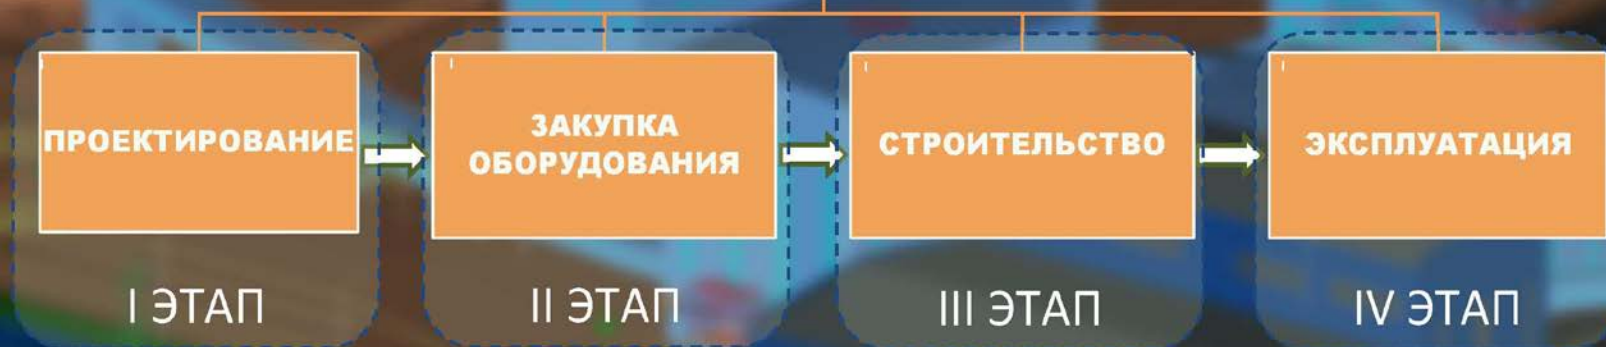 ПРОЕКТИРОВАНИЕ
ЗАКУПКА
ОБОРУДОВАНИЯ
СТРОИТЕЛЬСТВО
ЭКСПЛУАТАЦИЯ
I ЭТАП
II ЭТАП
III ЭТАП
IV ЭТАП